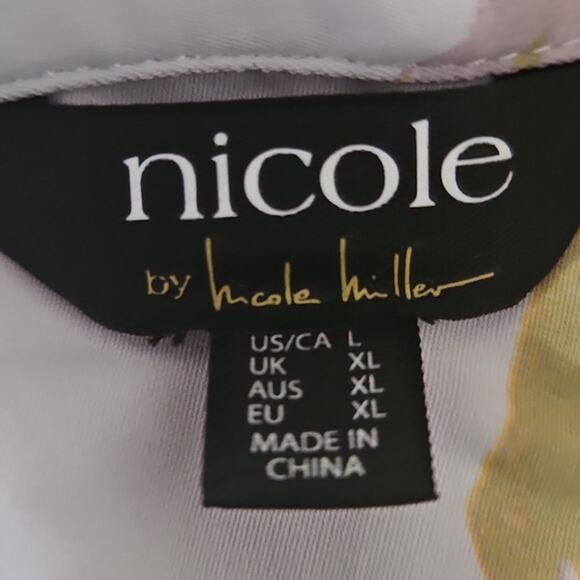 nicole
by nicole miller
US/CA L
UK XL
AUS XL
EU XL
MADE IN
CHINA